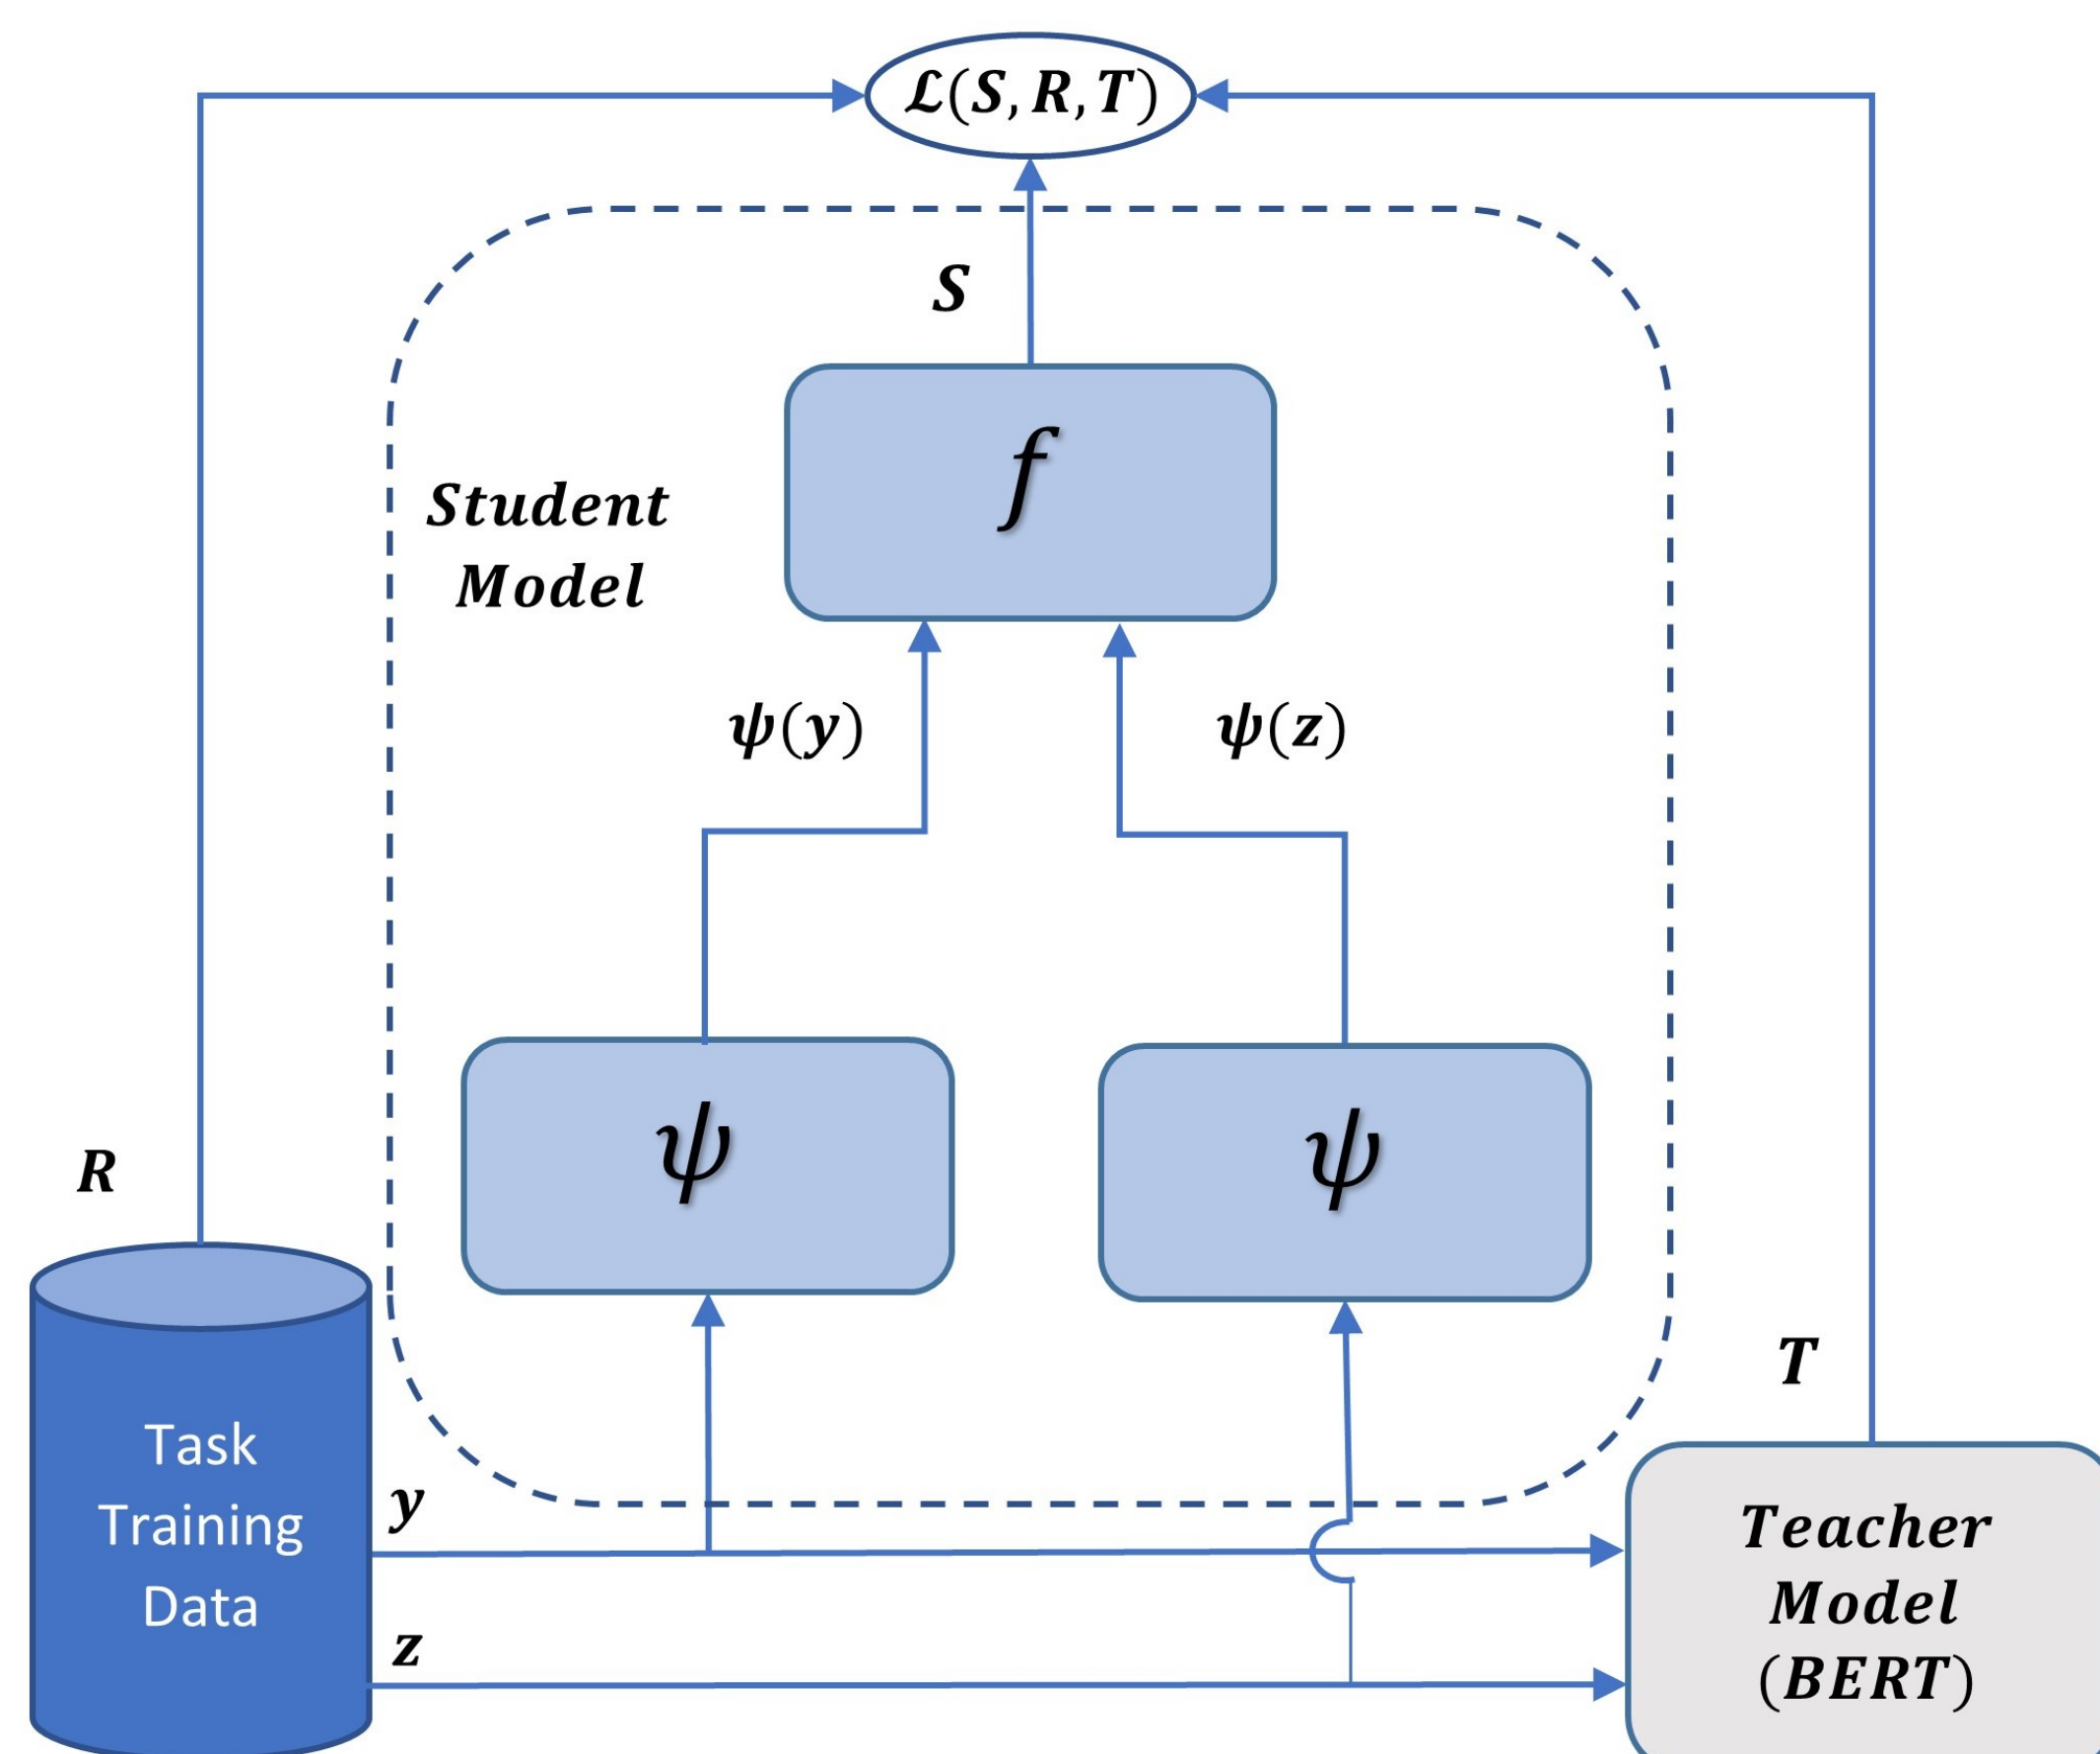 ℒ(S, R, T)
S
f
Student
Model
ψ(y)
ψ(z)
ψ
ψ
R
T
Task
Training
Data
y
z
Teacher
Model
(BERT)